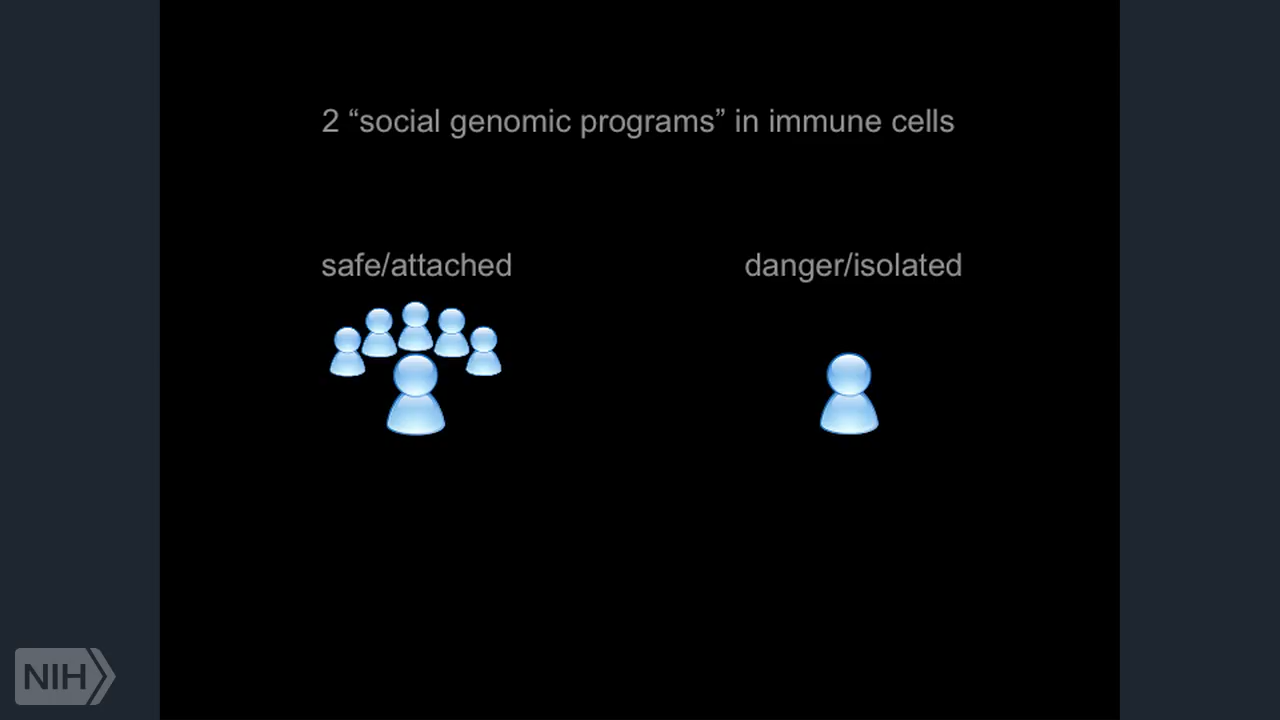 2 “social genomic programs” in immune cells
safe/attached
danger/isolated
NIH